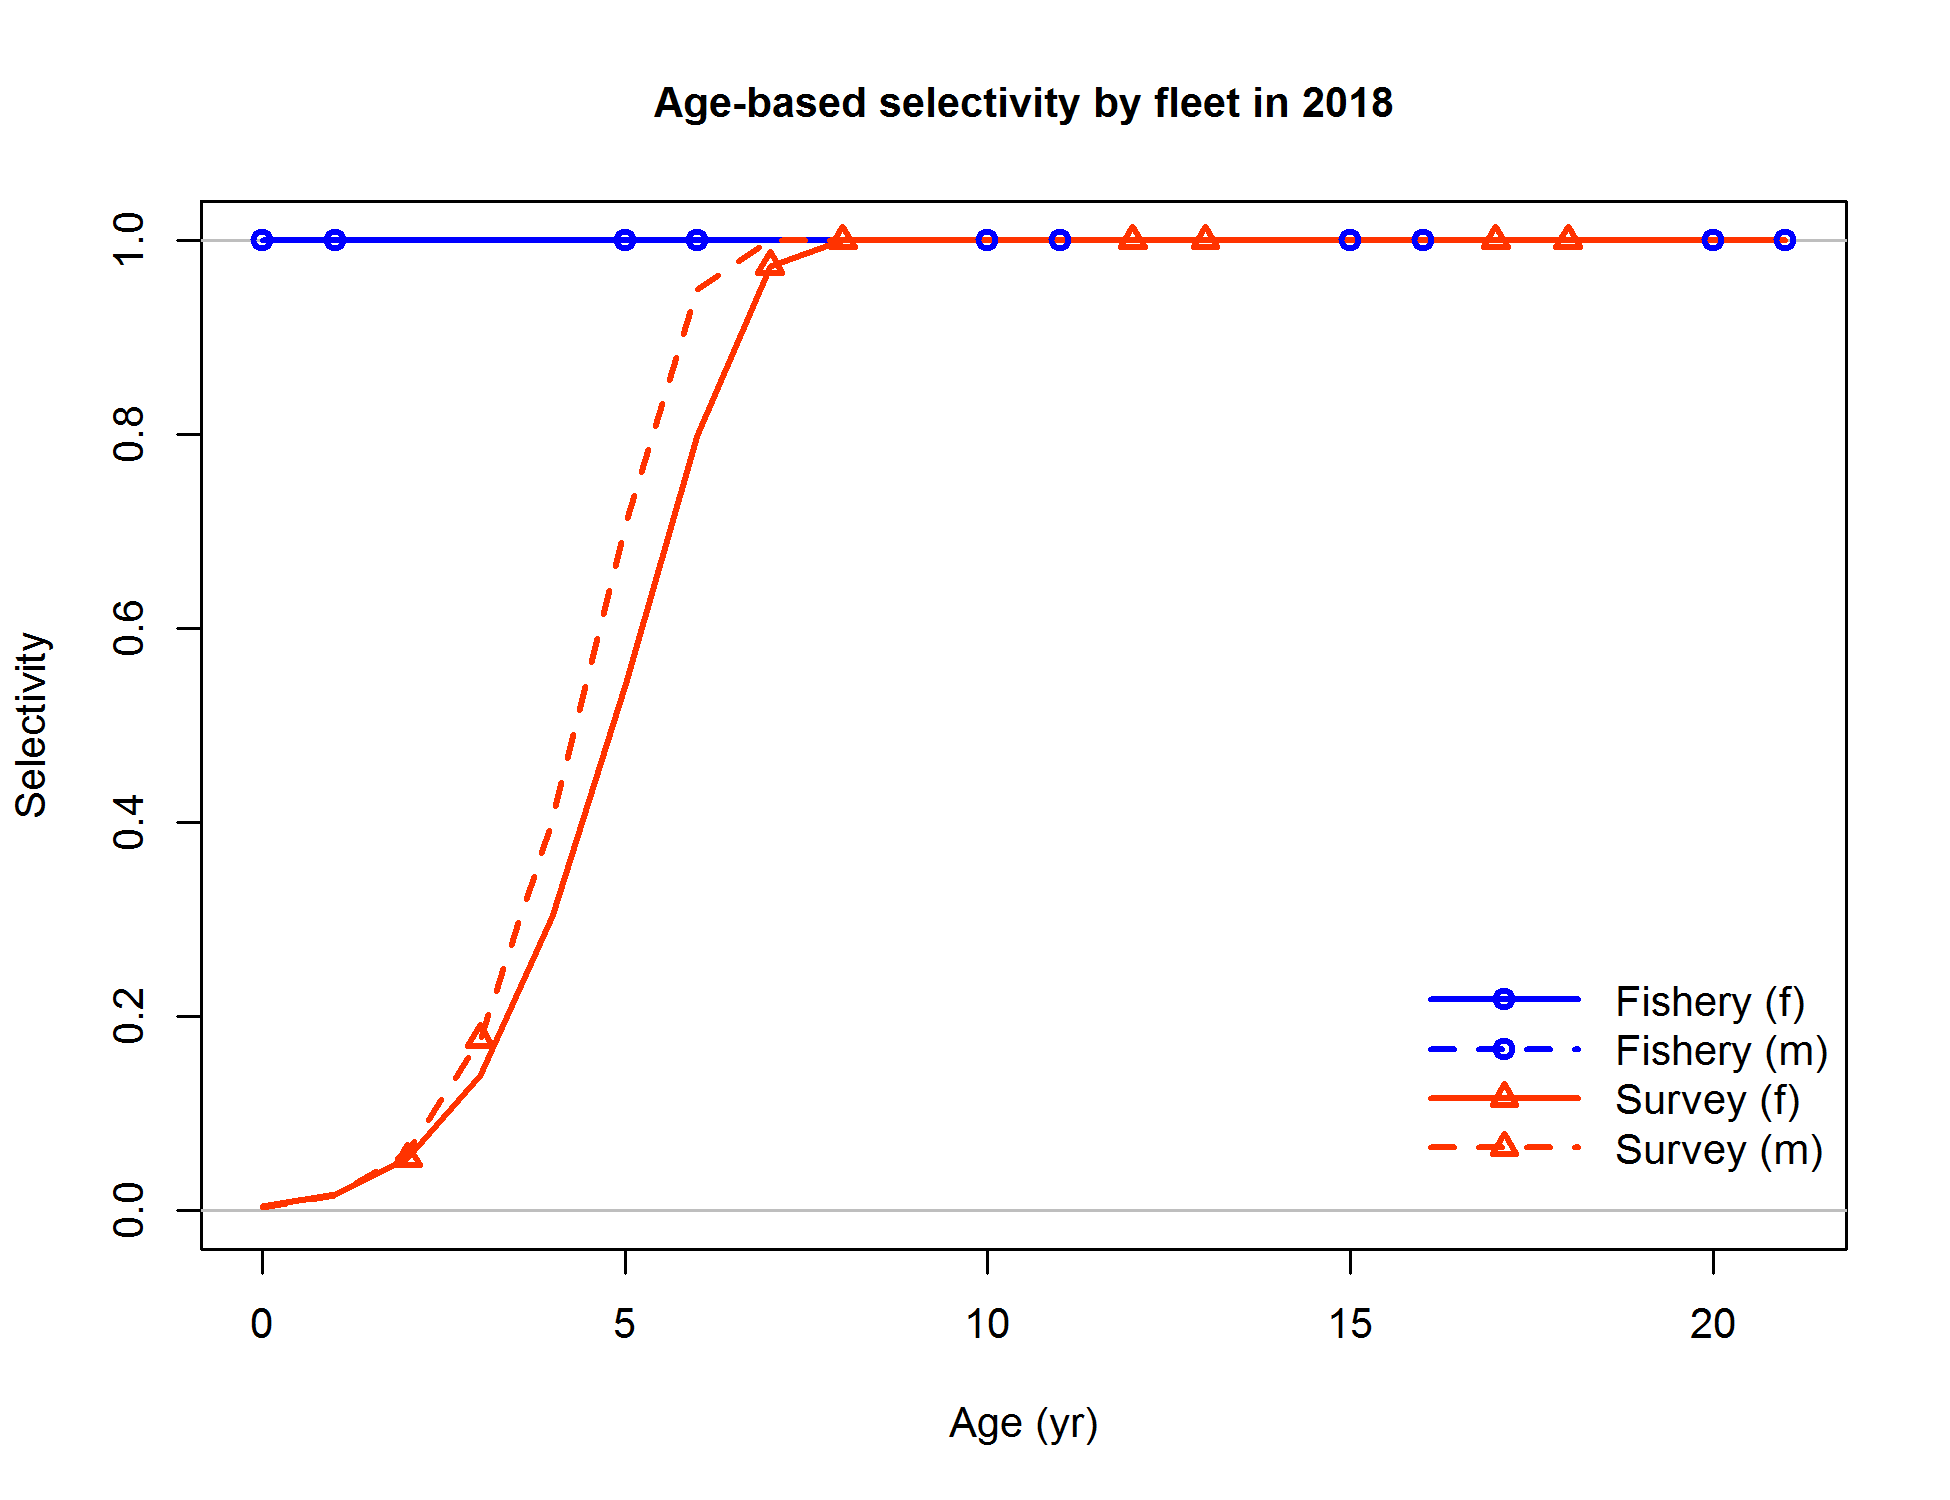 Age-based selectivity by fleet in 2018
1.0
0.8
0.6
0.4
0.2
0.0
Selectivity
Fishery (f)
Fishery (m)
Survey (f)
Survey (m)
0 5 10 15 20
Age (yr)